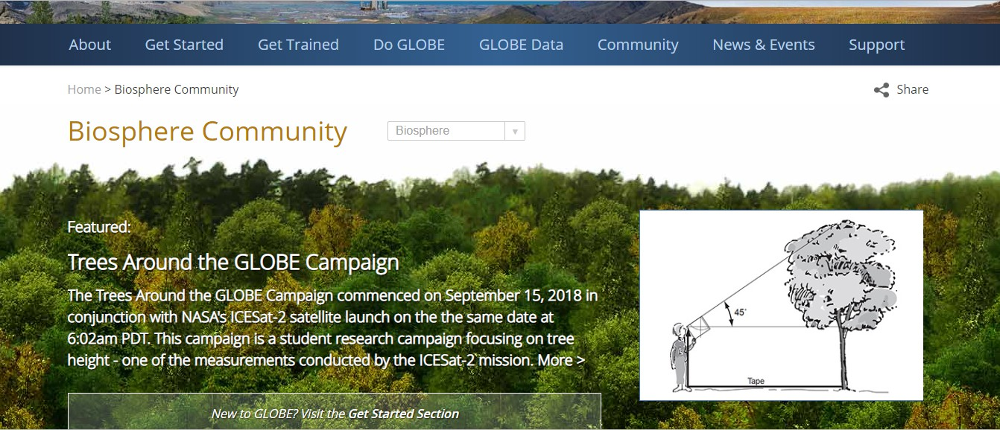 About Get Started Get Trained Do GLOBE GLOBE Data Community News & Events Support
Home > Biosphere Community
Share
Biosphere Community
Biosphere
Featured:
Trees Around the GLOBE Campaign
The Trees Around the GLOBE Campaign commenced on September 15, 2018 in
conjunction with NASA's ICESat-2 satellite launch on the the same date at
6:02am PDT. This campaign is a student research campaign focusing on tree
height - one of the measurements conducted by the ICESat-2 mission. More >
45°
Tape
New to GLOBE? Visit the Get Started Section